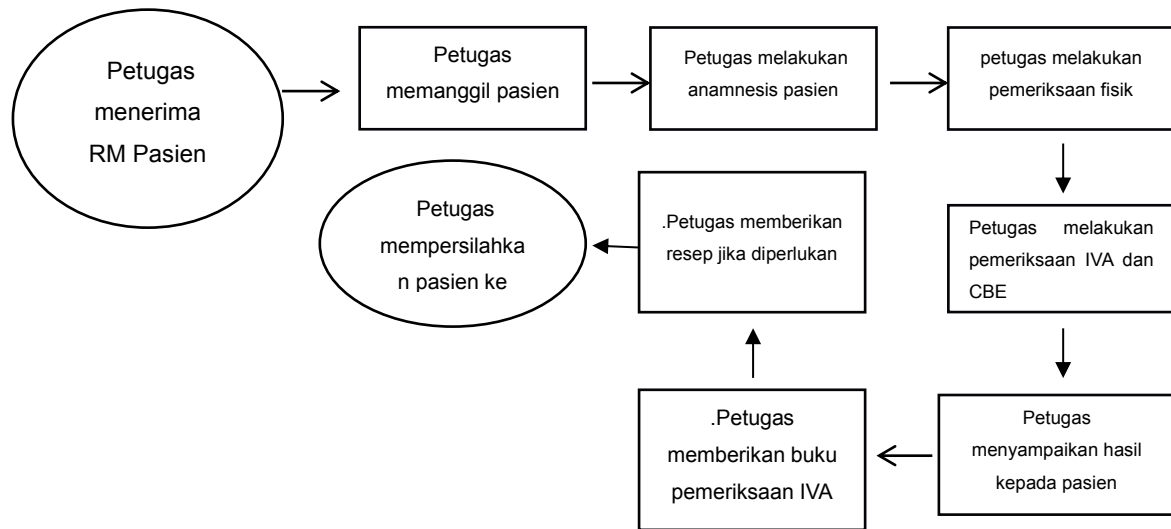 Petugas
menerima
RM Pasien
Petugas
memanggil pasien
Petugas melakukan
anamnesis pasien
petugas melakukan
pemeriksaan fisik
Petugas melakukan
pemeriksaan IVA dan
CBE
Petugas
menyampaikan hasil
kepada pasien
.Petugas
memberikan buku
pemeriksaan IVA
.Petugas memberikan
resep jika diperlukan
Petugas
mempersilahka
n pasien ke